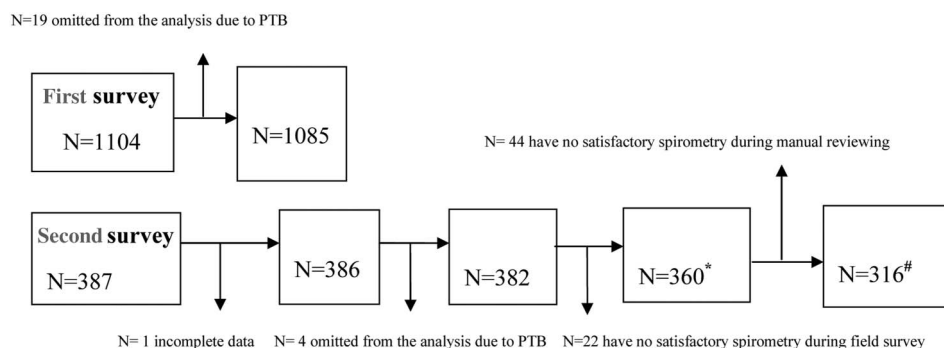 N=19 omitted from the analysis due to PTB
First survey
N=1104
N=1085
N= 44 have no satisfactory spirometry during manual reviewing
Second survey
N=387
N=386
N=382
N=360*
N=316#
N= 1 incomplete data
N= 4 omitted from the analysis due to PTB
N=22 have no satisfactory spirometry during field survey